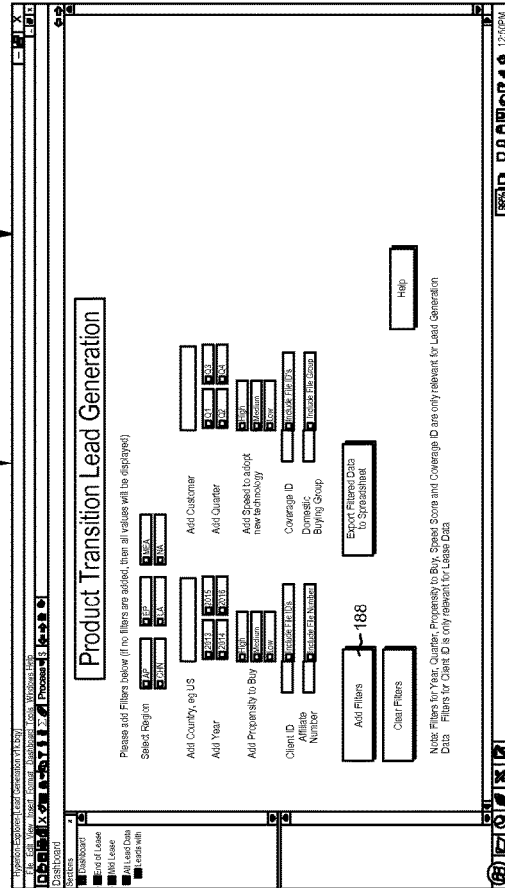 Hyperion-Explorer-[Lead Generation v1k.bqy]
File Edit View Insert Format Dashboard Tools Windows Help
Process
Dashboard
Sections
Dashboard
End of Lease
Mid Lease
All Lead Data
Leads with
Product Transition Lead Generation
Please add Filters below (if no filters are added, then all values will be displayed)
Select Region
AP
EP
MEA
CHN
LA
NA
Add Country, eg US
Add Customer
Add Year
2013
2015
2014
2016
Add Quarter
Q1
Q3
Q2
Q4
Add Propensity to Buy
High
Medium
Low
Add Speed to adopt
new technology
High
Medium
Low
Client ID
Include File ID's
Coverage ID
Include File ID's
Affiliate
Number
Include File Number
Domestic
Buying Group
Include File Group
Add Filters
188
Export Filtered Data
to Spreadsheet
Clear Filters
Help
Note: Filters for Year, Quarter, Propensity to Buy, Speed Score and Coverage ID are only relevant for Lead Generation
Data Filters for Client ID is only relevant for Lease Data
99%
12:50PM